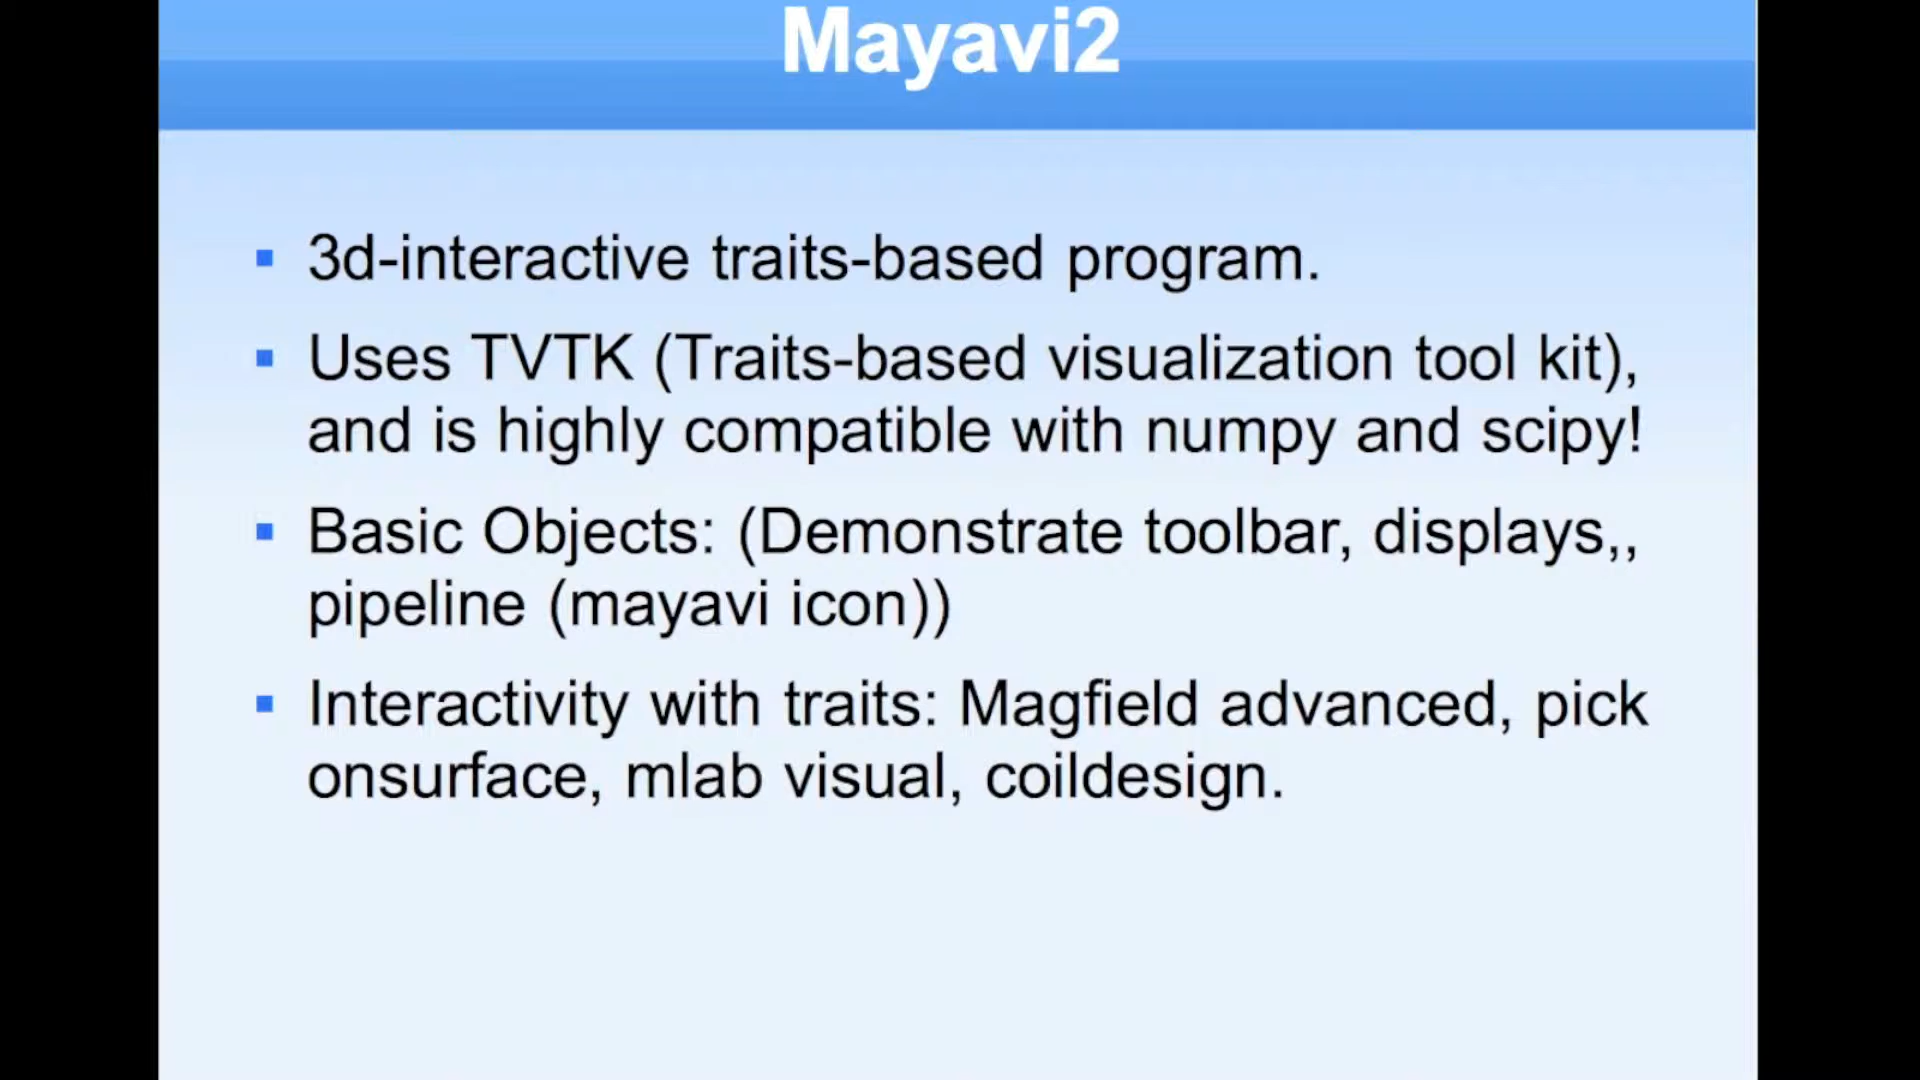 Mayavi2
3d-interactive traits-based program.
Uses TVTK (Traits-based visualization tool kit),
and is highly compatible with numpy and scipy!
Basic Objects: (Demonstrate toolbar, displays,,
pipeline (mayavi icon))
Interactivity with traits: Magfield advanced, pick
onsurface, mlab visual, coildesign.